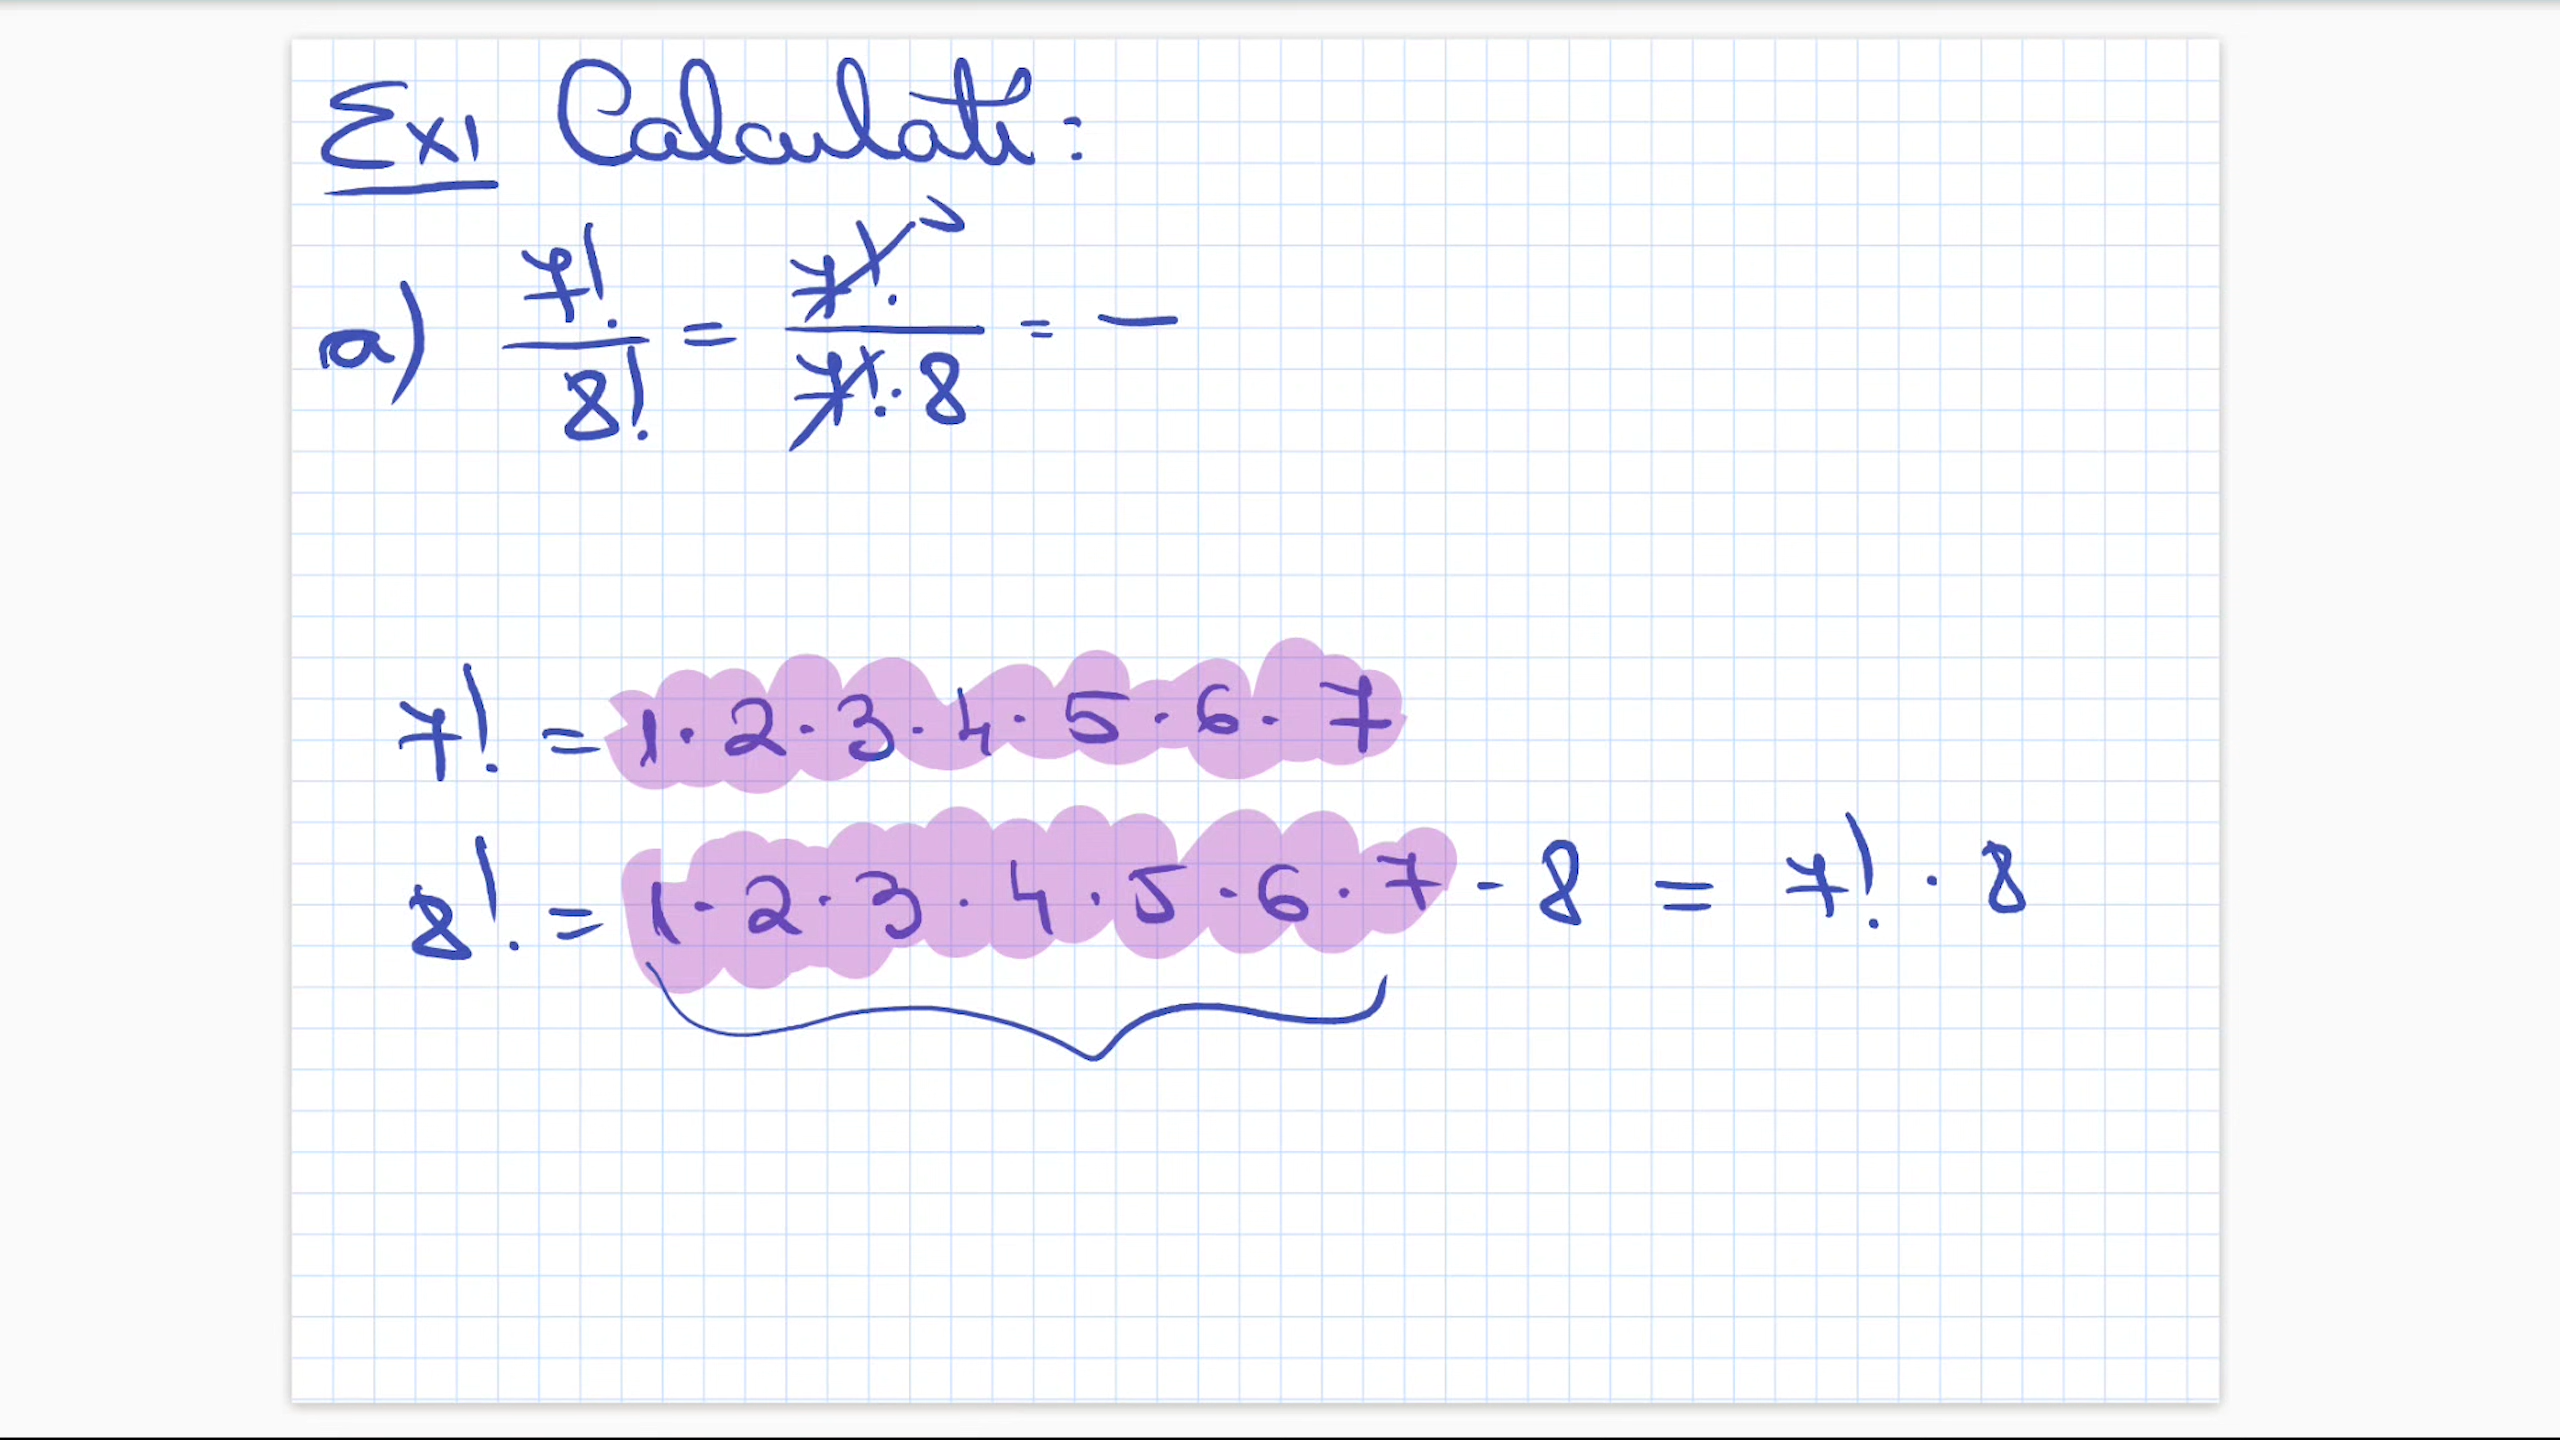 Ex1 Calculati:
a) 7!/8! = 7!/7!·8 = —
7! = 1·2·3·4·5·6·7
8! = 1·2·3·4·5·6·7·8 = 7!·8